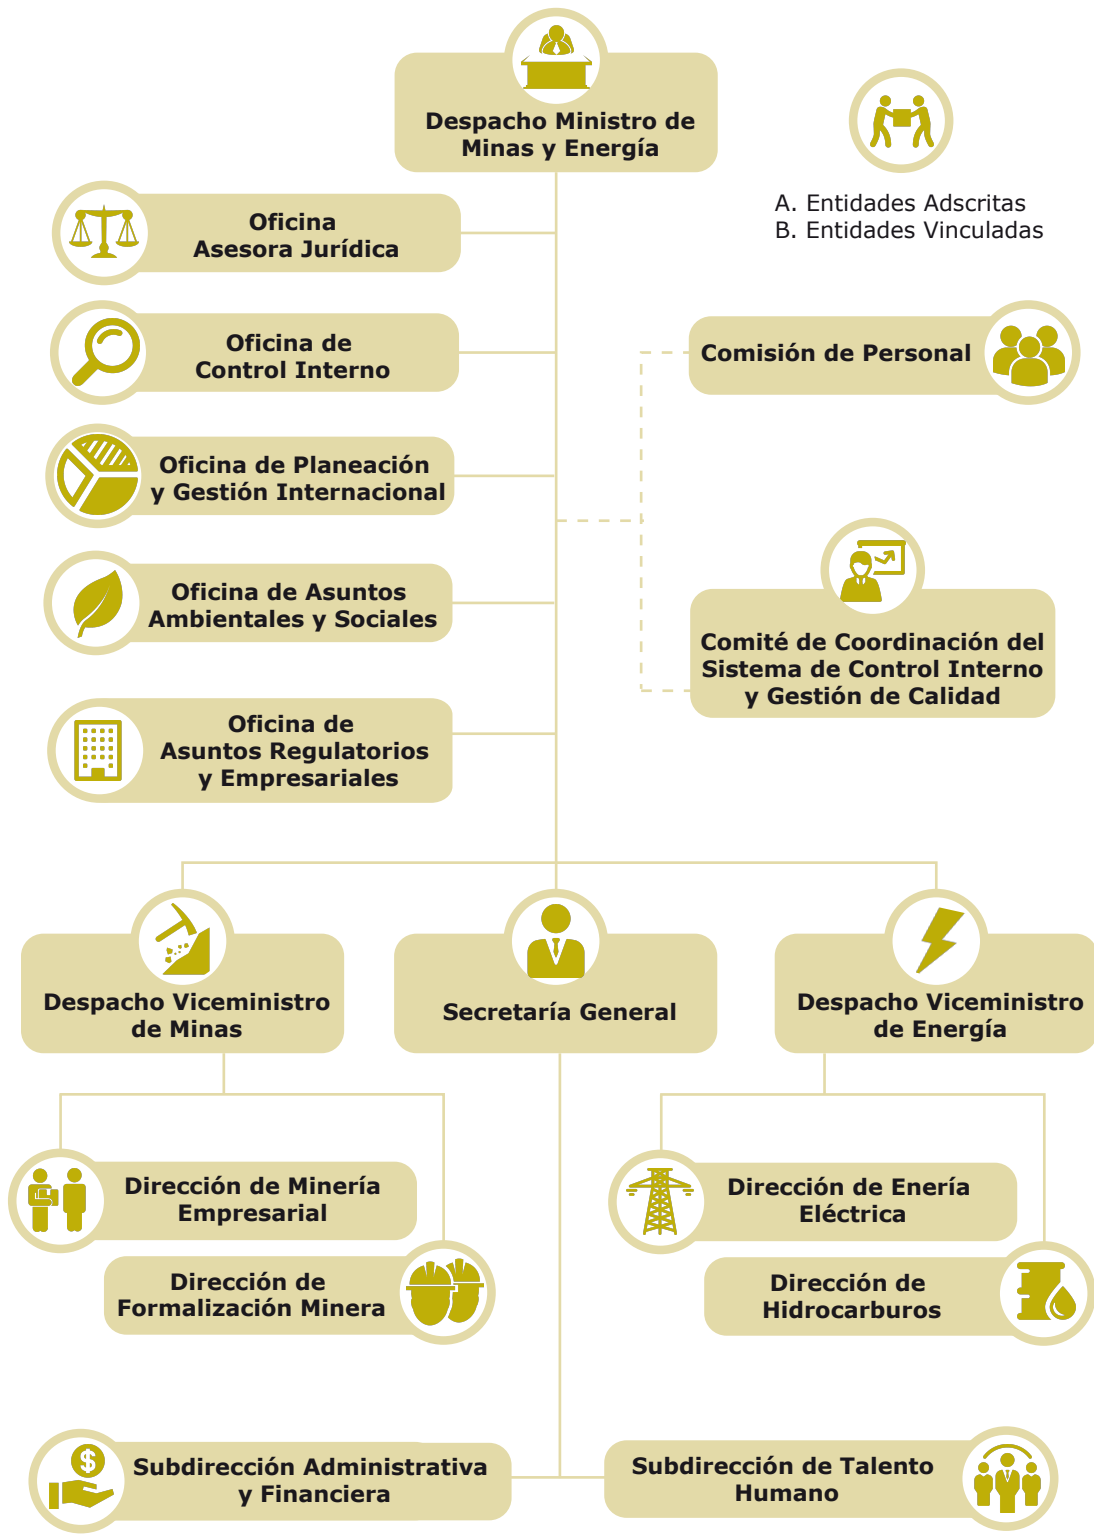 Despacho Ministro de
Minas y Energía
A. Entidades Adscritas
B. Entidades Vinculadas
Oficina
Asesora Jurídica
Oficina de
Control Interno
Comisión de Personal
Oficina de Planeación
y Gestión Internacional
Oficina de Asuntos
Ambientales y Sociales
Comité de Coordinación del
Sistema de Control Interno
y Gestión de Calidad
Oficina de
Asuntos Regulatorios
y Empresariales
Despacho Viceministro
de Minas
Secretaría General
Despacho Viceministro
de Energía
Dirección de Minería
Empresarial
Dirección de Enería
Eléctrica
Dirección de
Formalización Minera
Dirección de
Hidrocarburos
$
Subdirección Administrativa
y Financiera
Subdirección de Talento
Humano